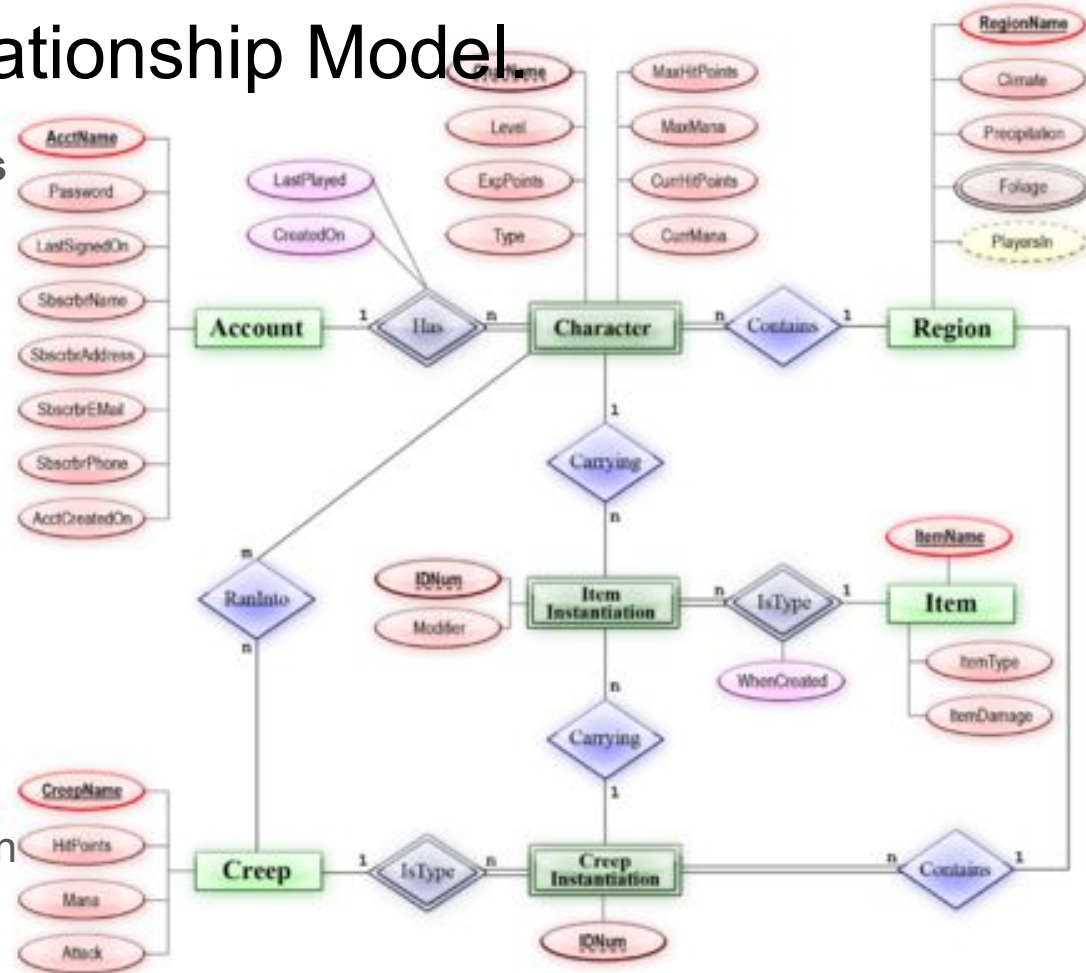 ationship Model.
s
n
AcctName
Password
LastSignedOn
SbscrbrName
SbscrbrAddress
SbscrbrEMail
SbscrbrPhone
AcctCreatedOn
LastPlayed
CreatedOn
Level
ExpPoints
Type
MaxHitPoints
MaxMana
CurrHitPoints
CurrMana
RegionName
Climate
Precipitation
Foliage
PlayersIn
Account
1
Has
n
Character
n
Contains
1
Region
1
Carrying
n
n
RanInto
n
IDNum
Modifier
Item
Instantiation
n
IsType
1
Item
ItemName
ItemType
ItemDamage
WhenCreated
n
Carrying
1
CreepName
HitPoints
Mana
Attack
Creep
1
IsType
n
Creep
Instantiation
n
Contains
1
IDNum